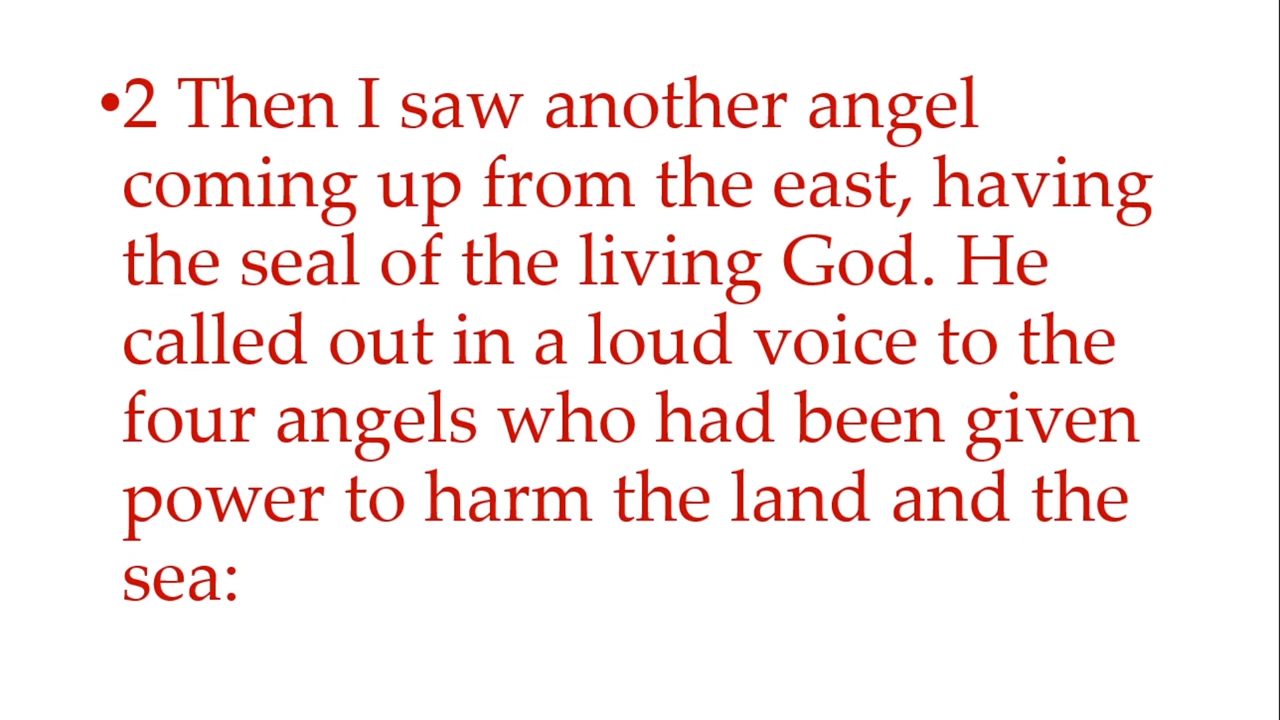 •2 Then I saw another angel
coming up from the east, having
the seal of the living God. He
called out in a loud voice to the
four angels who had been given
power to harm the land and the
sea: